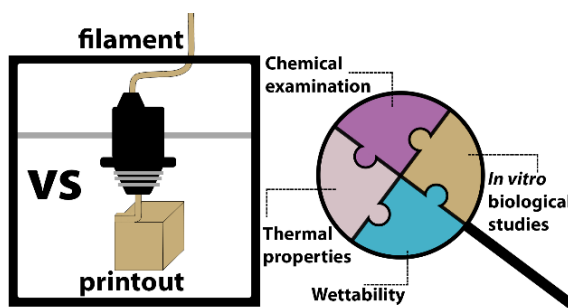 filament
VS
printout
Chemical
examination
In vitro
biological
studies
Thermal
properties
Wettability